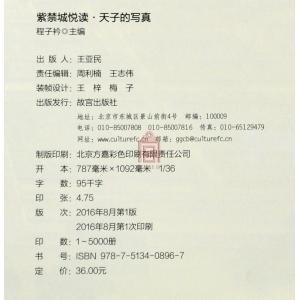 紫禁城悦读·天子的写真
程子衿○主编
出版人：王亚民
责任编辑：周利楠 王志伟
装帧设计：王梓 梅子
出版发行：故宫出版社
地址：北京市东城区景山前街4号 邮编：100009
电话：010-85007808 010-85007816 传真：010-65129479
网址：www.culturefc.cn 邮箱：ggcb@culturefc.cn
制版印刷：北京方嘉彩色印刷有限责任公司
开本：787毫米×1092毫米 1/36
字数：95千字
印张：4.75
版次：2016年8月第1版
2016年8月第1次印刷
印数：1-5000册
书号：ISBN 978-7-5134-0896-7
定价：36.00元